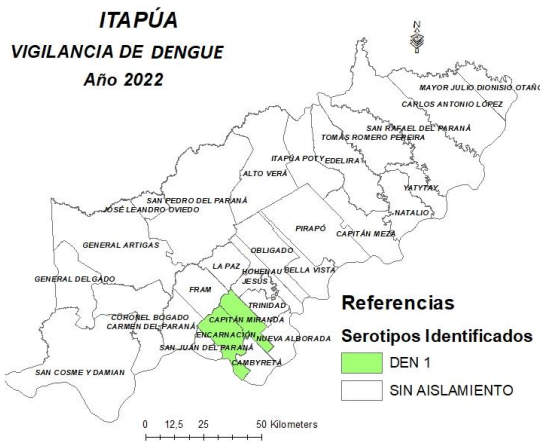 ITAPÚA
VIGILANCIA DE DENGUE
Año 2022
N
MAYOR JULIO DIONISIO OTAÑO
CARLOS ANTONIO LÓPEZ
SAN RAFAEL DEL PARANÁ
TOMAS ROMERO PEREIRA
ITAPÚA POTY
EDELIRA
ALTO VERÁ
YATYTAY
SAN PEDRO DEL PARANÁ
JOSÉ LEANDRO OVIEDO
NATALIO
PIRAPÓ
CAPITÁN MEZA
GENERAL ARTIGAS
OBLIGADO
LA PAZ
HOHENAU
BELLA VISTA
JESÚS
GENERAL DELGADO
FRAM
TRINIDAD
CORONEL BOGADO
CAPITÁN MIRANDA
CARMEN DEL PARANÁ
ENCARNACIÓN
NUEVA ALBORADA
SAN JUAN DEL PARANÁ
CAMBYRETÁ
SAN COSME Y DAMIAN
Referencias
Serotipos Identificados
DEN 1
SIN AISLAMIENTO
0 12,5 25 50 Kilometers